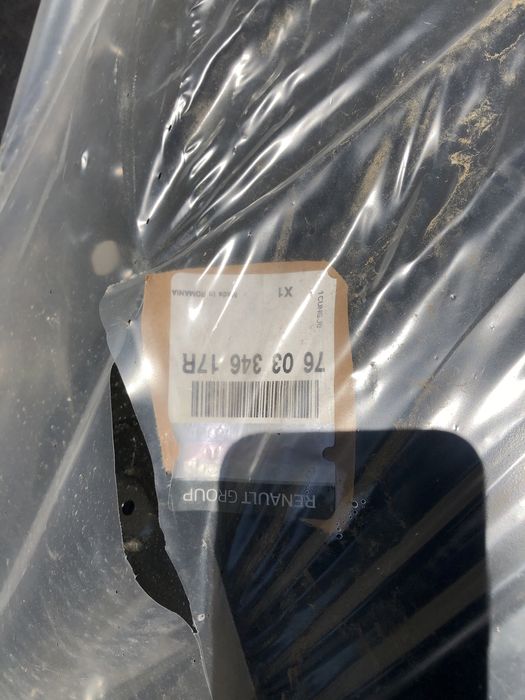 RENAULT GROUP
76 03 346 17R
X1
MADE IN ROMANIA